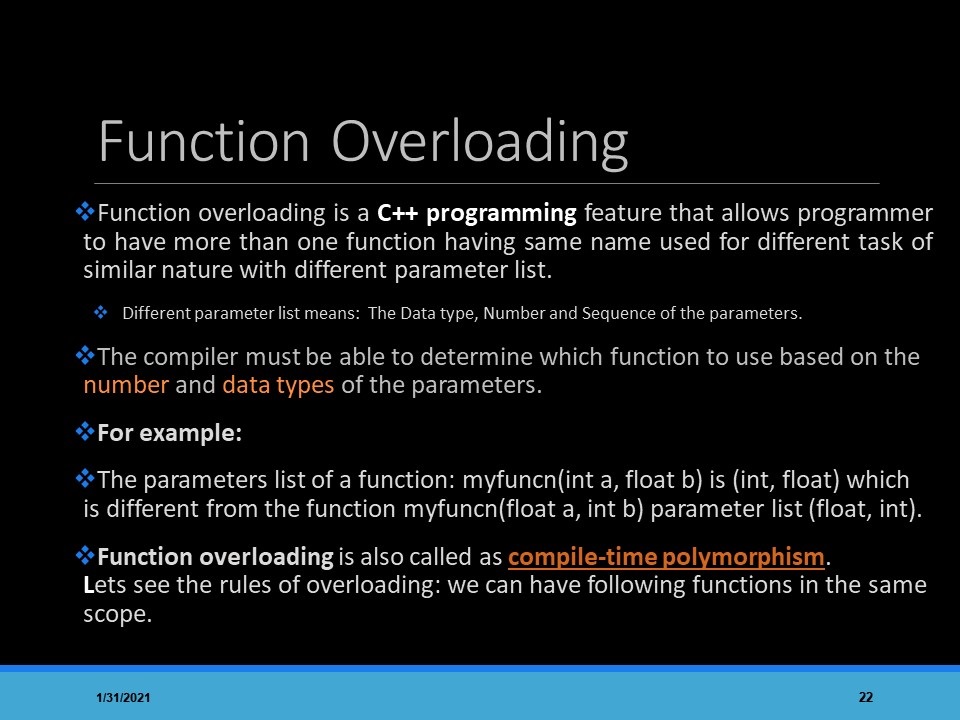 Function Overloading
❖Function overloading is a C++ programming feature that allows programmer
to have more than one function having same name used for different task of
similar nature with different parameter list.
❖ Different parameter list means: The Data type, Number and Sequence of the parameters.
❖The compiler must be able to determine which function to use based on the
number and data types of the parameters.
❖For example:
❖The parameters list of a function: myfuncn(int a, float b) is (int, float) which
is different from the function myfuncn(float a, int b) parameter list (float, int).
❖Function overloading is also called as compile-time polymorphism.
Lets see the rules of overloading: we can have following functions in the same
scope.
1/31/2021
22